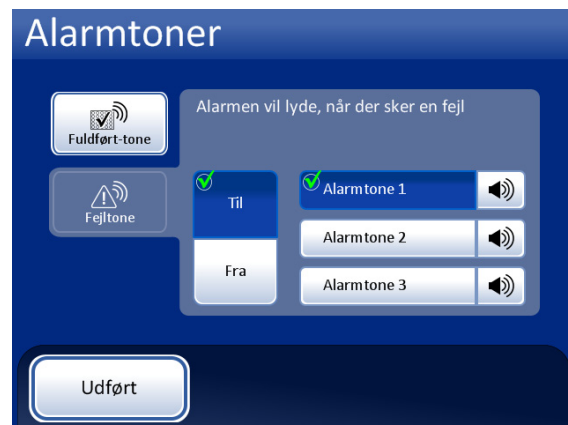 Alarmtoner
Fuldført-tone
Alarmen vil lyde, når der sker en fejl
Fejltone
Til
Fra
Alarmtone 1
Alarmtone 2
Alarmtone 3
Udført